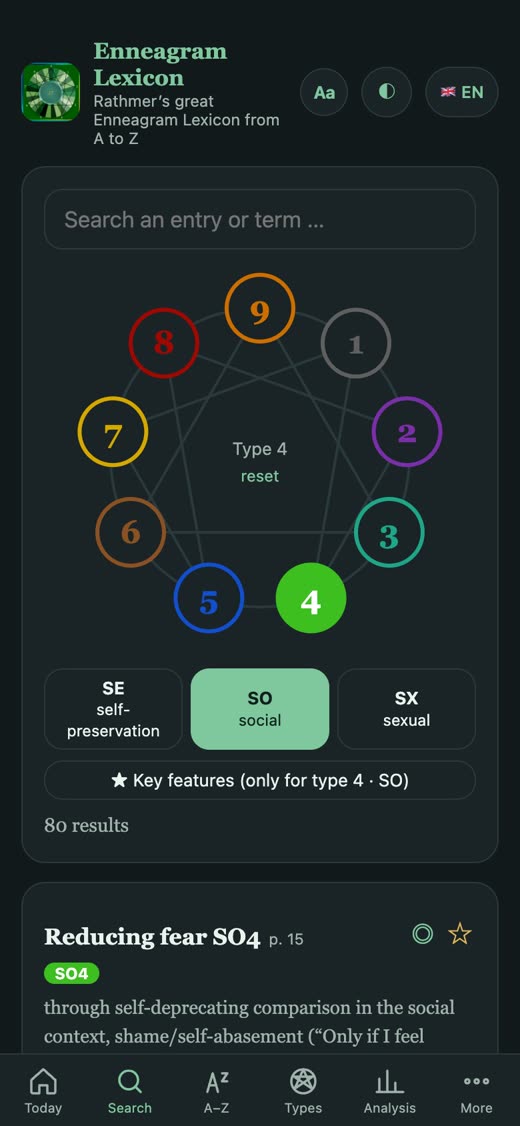 Enneagram
Lexicon
Rathmer’s great
Enneagram Lexicon from
A to Z
Aa
EN
Search an entry or term ...
9
8
1
7
2
Type 4
reset
6
3
5
4
SE
self-
preservation
SO
social
SX
sexual
★ Key features (only for type 4 · SO)
80 results
Reducing fear SO4 p. 15
SO4
through self-deprecating comparison in the social
context, shame/self-abasement (“Only if I feel
Today
Search
A–Z
Types
Analysis
More